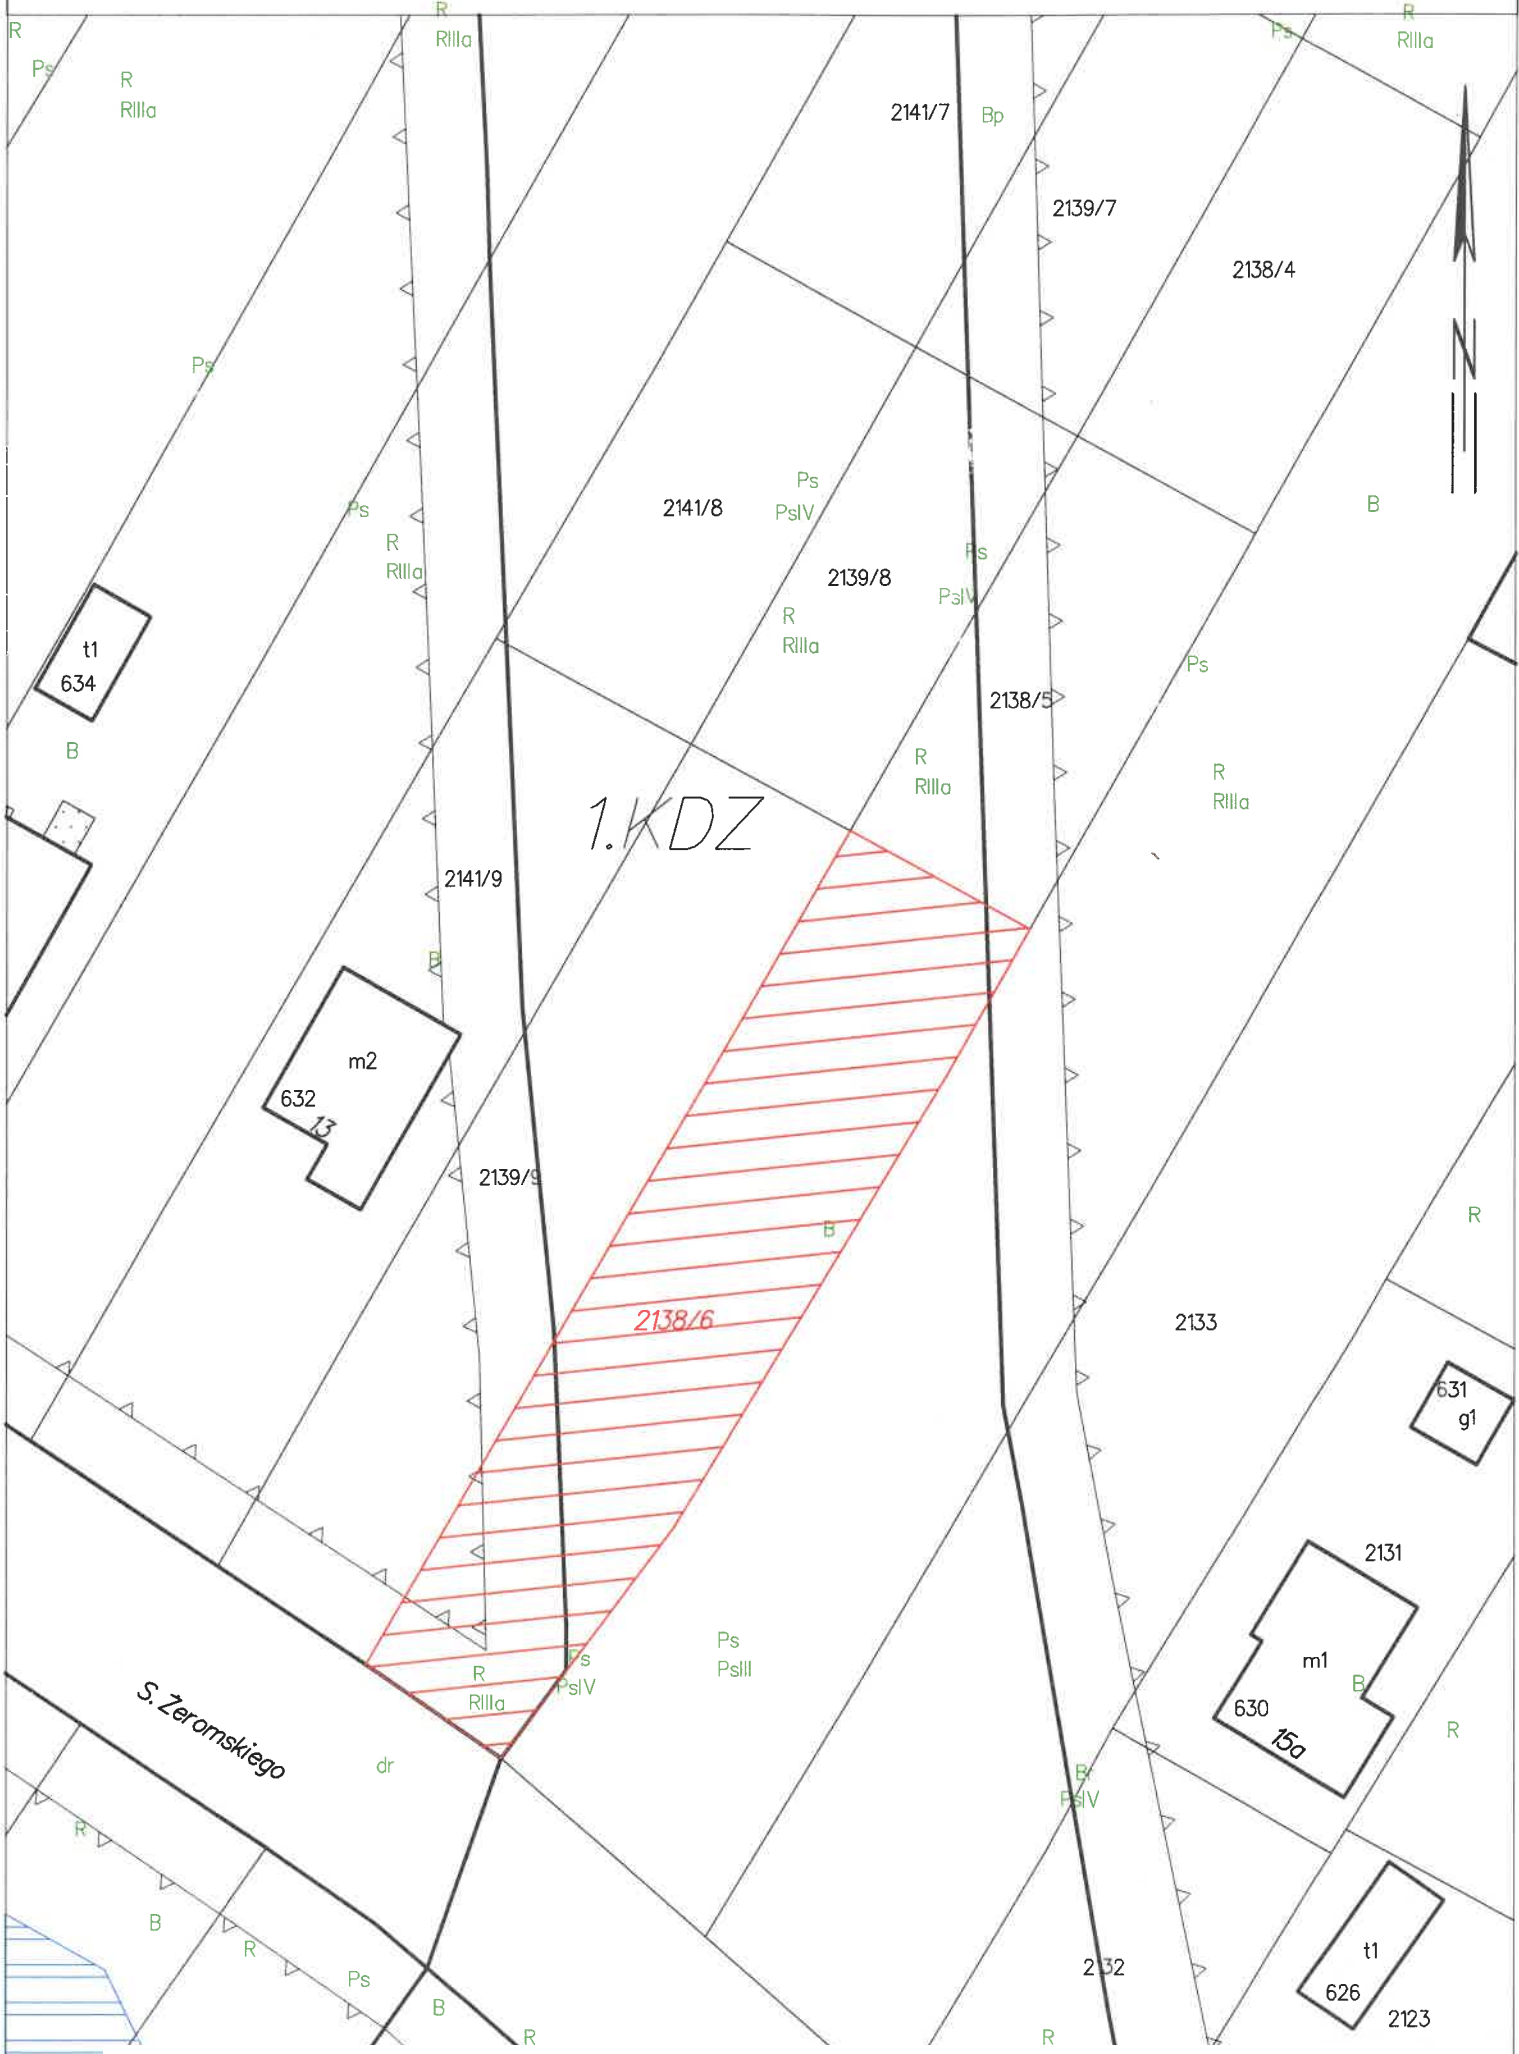 R
R
R
RIIIa
RIIIa
Ps
Ps
R
RIIIa
2141/7
Bp
2139/7
2138/4
N
Ps
Ps
PsIV
2141/8
B
Ps
R
RIIIa
Ps
PsIV
2139/8
R
RIIIa
t1
634
Ps
2138/5
B
R
RIIIa
R
RIIIa
1.KDZ
2141/9
B
m2
632
13
2139/9
R
B
2138/6
2133
631
g1
2131
Ps
PsIII
R
RIIIa
Ps
PsIV
m1
B
630
15a
R
S. Żeromskiego
dr
PsIV
R
B
R
Ps
B
R
2132
t1
626
2123
R